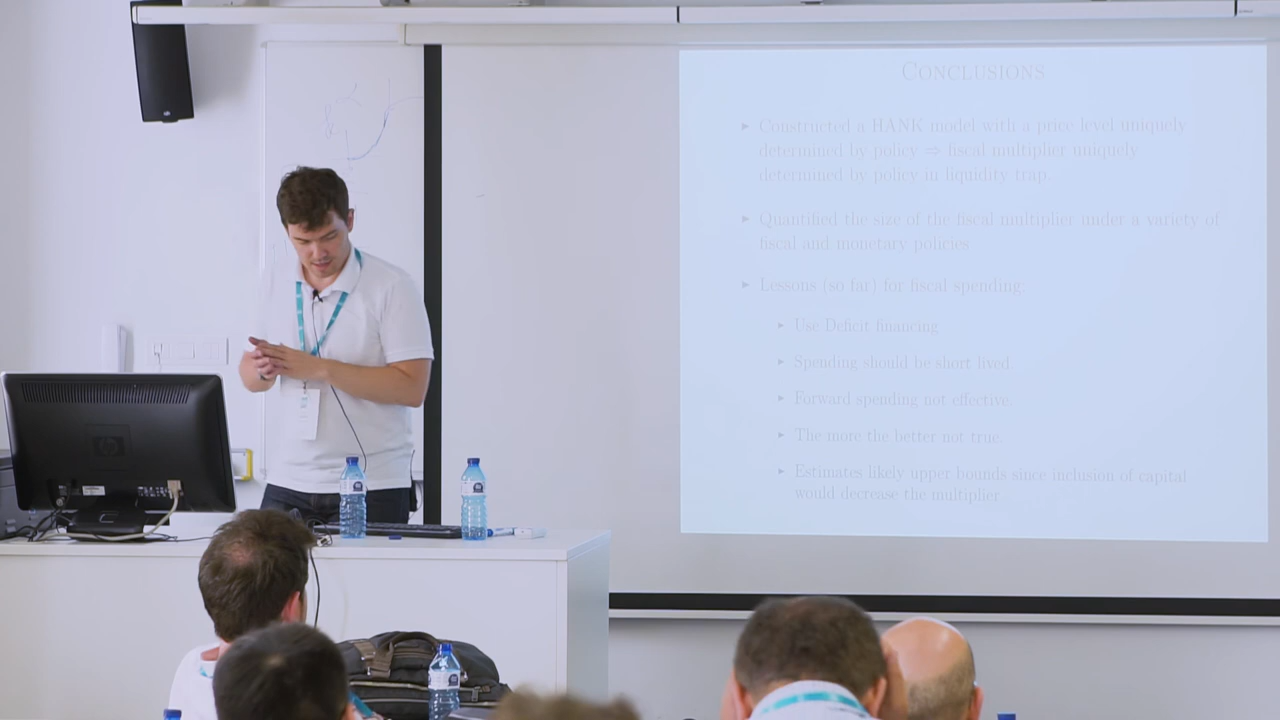 CONCLUSIONS
▸ Constructed a HANK model with a price level uniquely
determined by policy ⇒ fiscal multiplier uniquely
determined by policy in liquidity trap.
▸ Quantified the size of the fiscal multiplier under a variety of
fiscal and monetary policies
▸ Lessons (so far) for fiscal spending
▸ Use Deficit financing
▸ Spending should be short lived
▸ Forward spending not effective.
▸ The more the better not true.
▸ Estimates likely upper bounds since inclusion of capital
would decrease the multiplier
hp